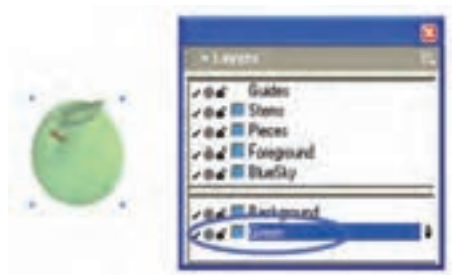 Layers
Guides
Stems
Pieces
Foreground
BlueSky
Background
Green